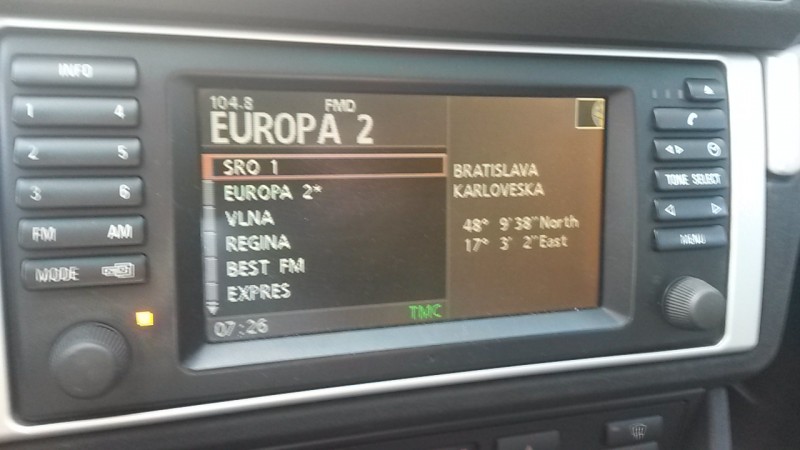 INFO
1 4
2 5
3 6
FM AM
MODE
104.8 FMD
EUROPA 2
SRO 1
EUROPA 2*
VLNA
REGINA
BEST FM
EXPRES
07:26 TMC
BRATISLAVA
KARLOVESKA
48° 9'38"North
17° 3' 2"East
TONE SELECT
MENU